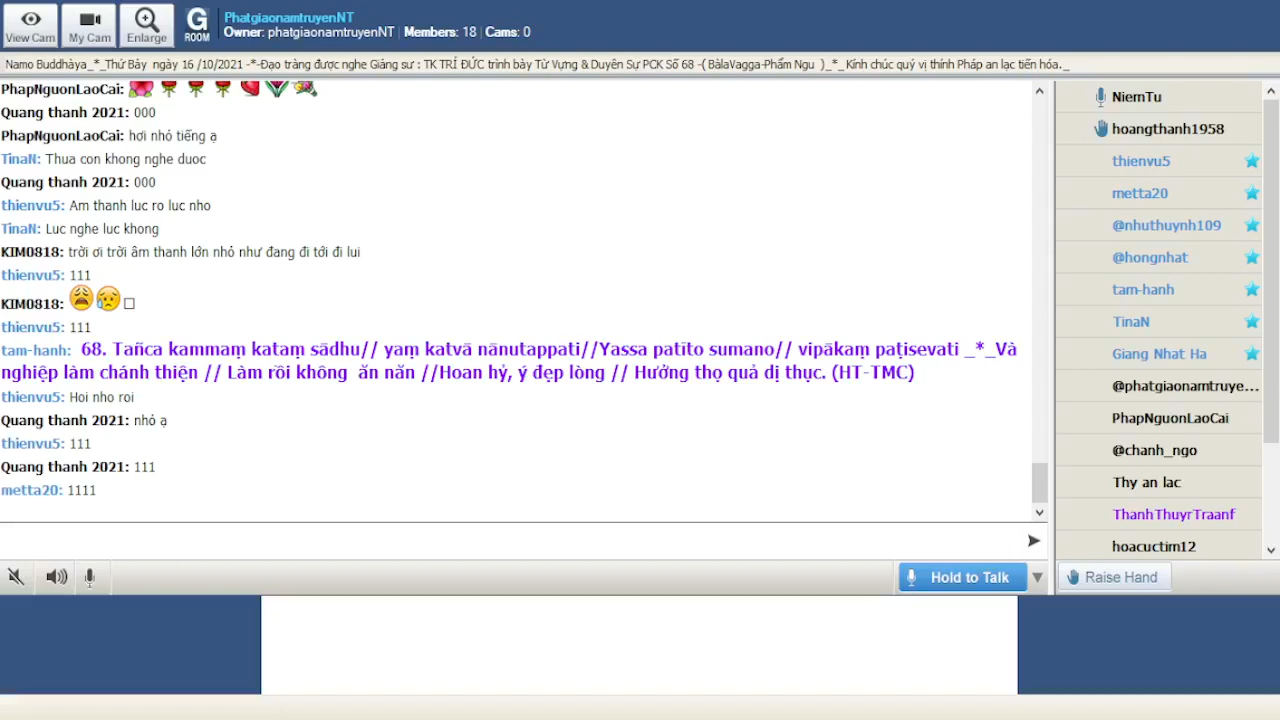 View Cam
My Cam
Enlarge
G
ROOM
PhatgiaonamtruyenNT
Owner: phatgiaonamtruyenNT | Members: 18 | Cams: 0
Namo Buddhàya_*_Thứ Bảy ngày 16 /10/2021 -*-Đạo tràng được nghe Giảng sư : TK TRÍ ĐỨC trình bày Từ Vựng & Duyên Sự PCK Số 68 -( BàlaVagga-Phẩm Ngu )_*_ Kính chúc quý vị thính Pháp an lạc tiến hóa._
PhapNguonLaoCai:
Quang thanh 2021: 000
PhapNguonLaoCai: hơi nhỏ tiếng ạ
TinaN: Thua con khong nghe duoc
Quang thanh 2021: 000
thienvu5: Am thanh luc ro luc nho
TinaN: Luc nghe luc khong
KIM0818: trời ơi trời âm thanh lớn nhỏ như đang đi tới đi lui
thienvu5: 111
KIM0818:
thienvu5: 111
tam-hanh: 68. Tañca kammaṃ kataṃ sādhu// yaṃ katvā nānutappati//Yassa patīto sumano// vipākaṃ paṭisevati _*_Và
nghiệp làm chánh thiện // Làm rồi không ăn năn //Hoan hỷ, ý đẹp lòng // Hưởng thọ quả dị thục. (HT-TMC)
thienvu5: Hoi nho roi
Quang thanh 2021: nhỏ ạ
thienvu5: 111
Quang thanh 2021: 111
metta20: 1111
Hold to Talk
NiemTu
hoangthanh1958
thienvu5
metta20
@nhuthuynh109
@hongnhat
tam-hanh
TinaN
Giang Nhat Ha
@phatgiaonamtruye...
PhapNguonLaoCai
@chanh_ngo
Thy an lac
ThanhThuyrTraanf
hoacuctim12
Raise Hand